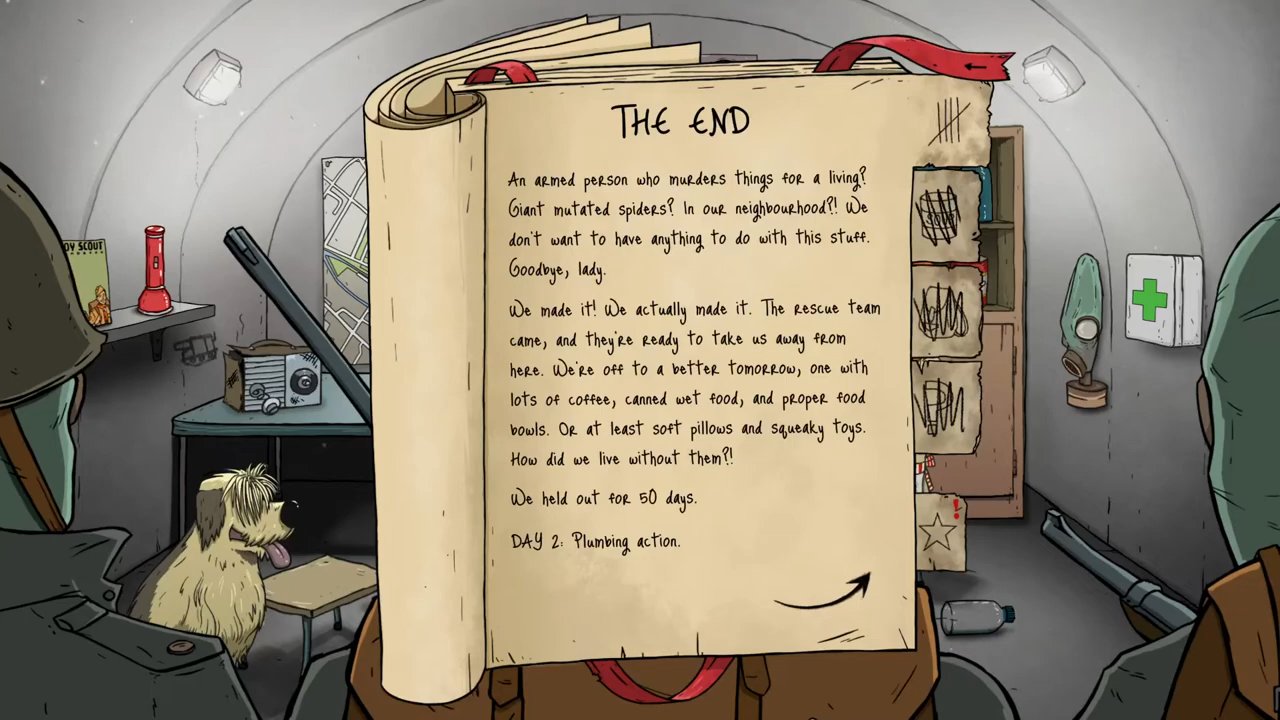 THE END
An armed person who murders things for a living?
Giant mutated spiders? In our neighbourhood?! We
don't want to have anything to do with this stuff.
Goodbye, lady.
We made it! We actually made it. The rescue team
came, and they're ready to take us away from
here. We're off to a better tomorrow, one with
lots of coffee, canned wet food, and proper food
bowls. Or at least soft pillows and squeaky toys.
How did we live without them?!
We held out for 50 days.
DAY 2: Plumbing action.
OY SCOUT
!